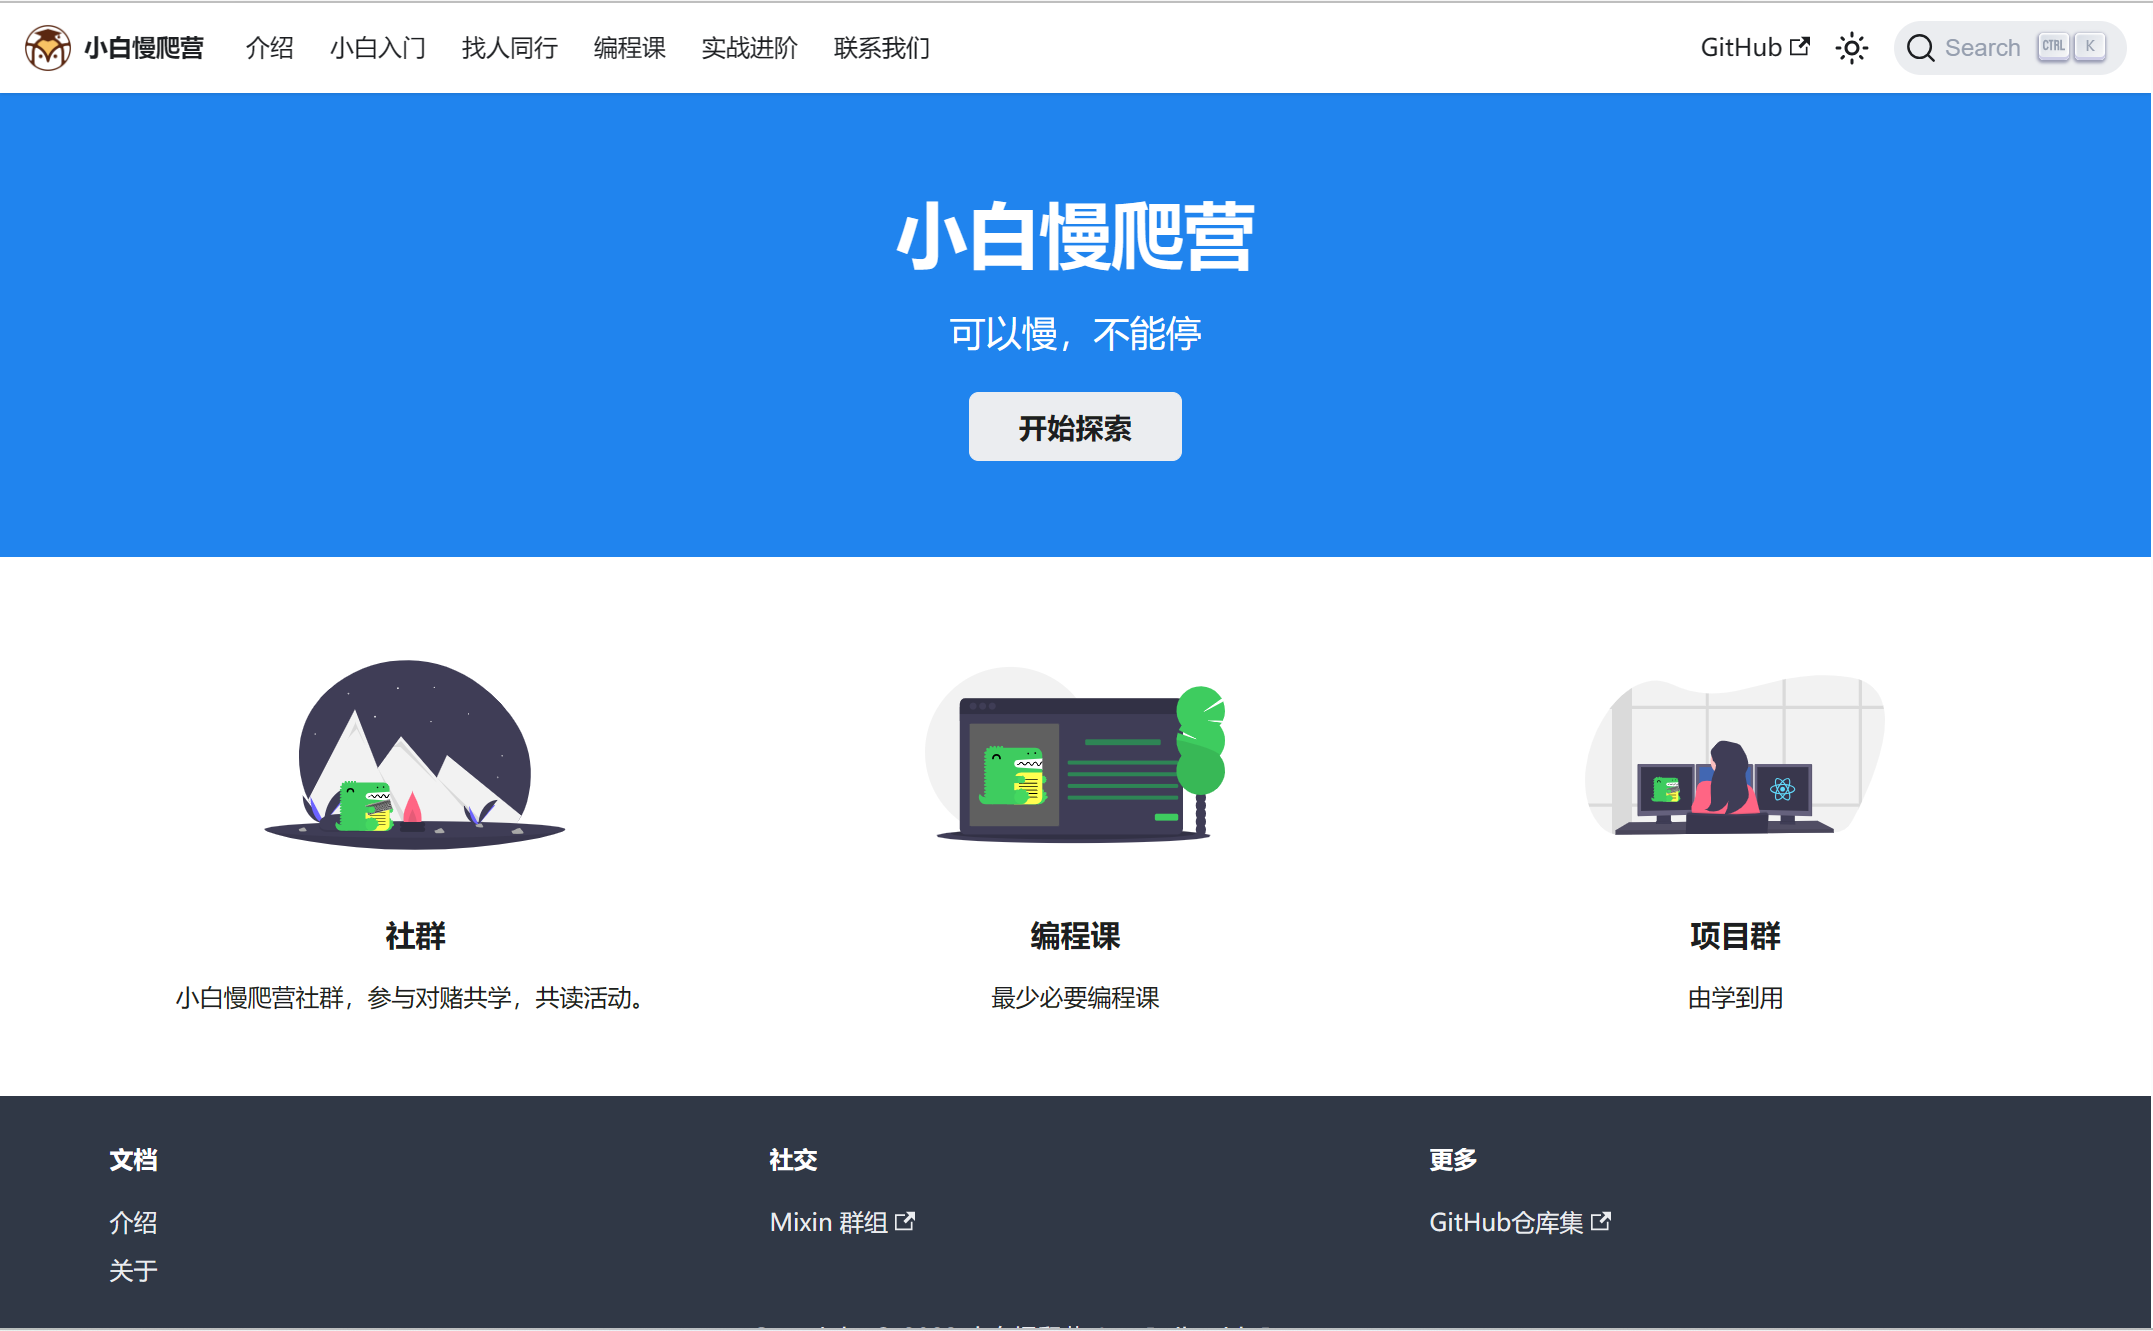 小白慢爬营 介绍 小白入门 找人同行 编程课 实战进阶 联系我们 GitHub Search CTRL K
小白慢爬营
可以慢，不能停
开始探索
社群 编程课 项目群
小白慢爬营社群，参与对赌共学，共读活动。 最少必要编程课 由学到用
文档 社交 更多
介绍 Mixin 群组 GitHub仓库集
关于